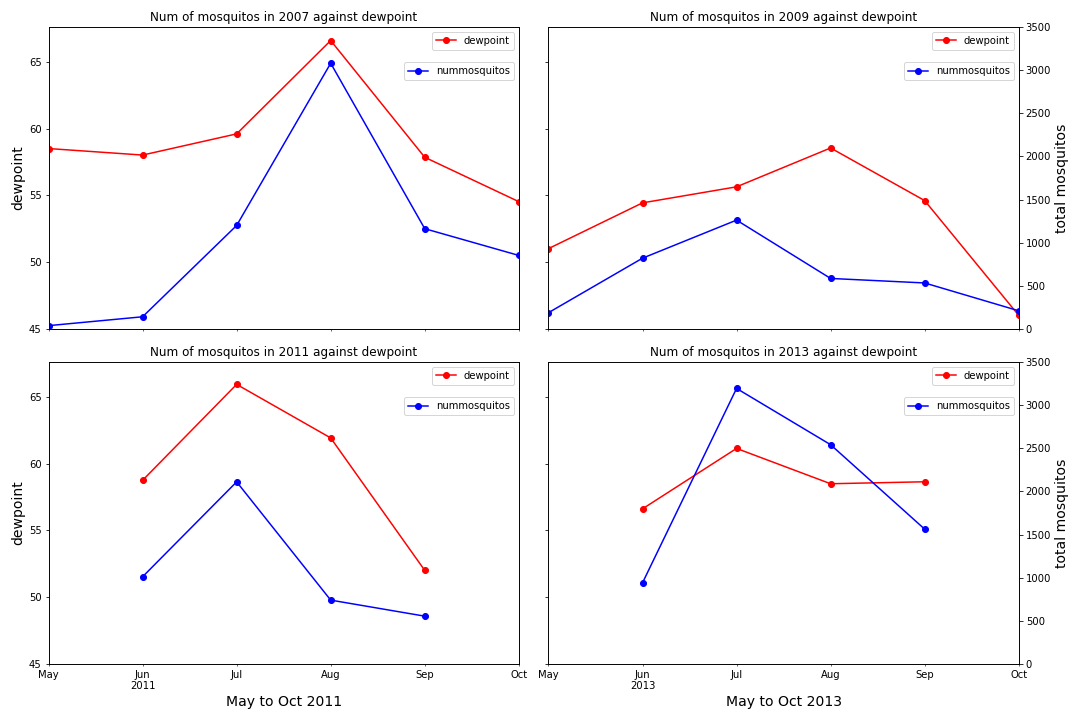 Num of mosquitos in 2007 against dewpoint
Num of mosquitos in 2009 against dewpoint
dewpoint
nummosquitos
dewpoint
nummosquitos
65
60
55
50
45
dewpoint
3500
3000
2500
2000
1500
1000
500
0
total mosquitos
Num of mosquitos in 2011 against dewpoint
Num of mosquitos in 2013 against dewpoint
dewpoint
nummosquitos
dewpoint
nummosquitos
65
60
55
50
45
dewpoint
3500
3000
2500
2000
1500
1000
500
0
total mosquitos
May Jun Jul Aug Sep Oct
2011
May to Oct 2011
May Jun Jul Aug Sep Oct
2013
May to Oct 2013